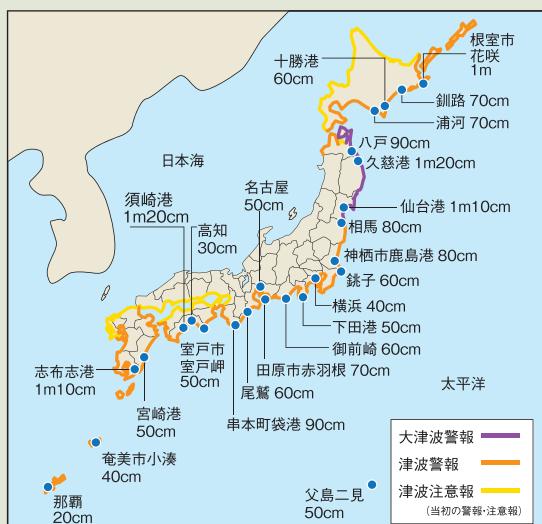 根室市
花咲
1m
十勝港
60cm
釧路 70cm
浦河 70cm
八戸 90cm
久慈港 1m20cm
日本海
名古屋
50cm
須崎港
1m20cm
高知
30cm
仙台港 1m10cm
相馬 80cm
神栖市鹿島港 80cm
銚子 60cm
横浜 40cm
下田港 50cm
御前崎 60cm
田原市赤羽根 70cm
尾鷲 60cm
串本町袋港 90cm
室戸市
室戸岬
50cm
志布志港
1m10cm
宮崎港
50cm
太平洋
奄美市小湊
40cm
那覇
20cm
父島二見
50cm
大津波警報
津波警報
津波注意報
(当初の警報・注意報)